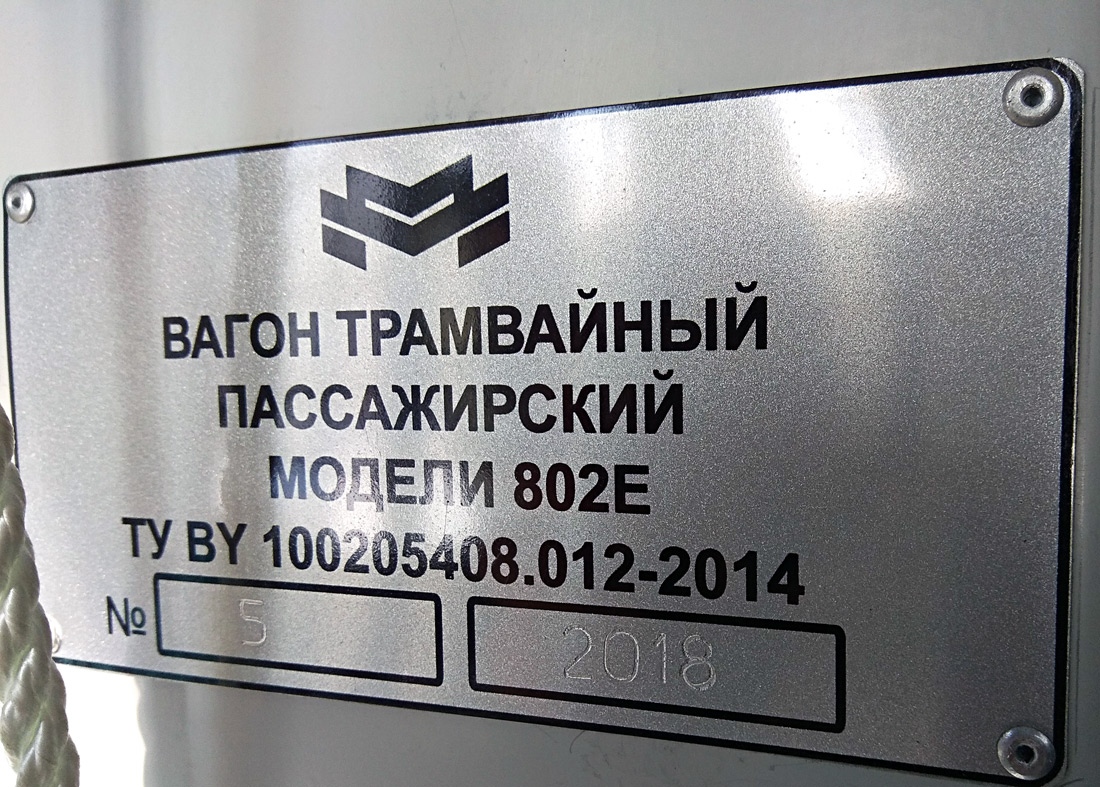 ВАГОН ТРАМВАЙНЫЙ
ПАССАЖИРСКИЙ
МОДЕЛИ 802Е
ТУ BY 100205408.012-2014
№ 5 2018